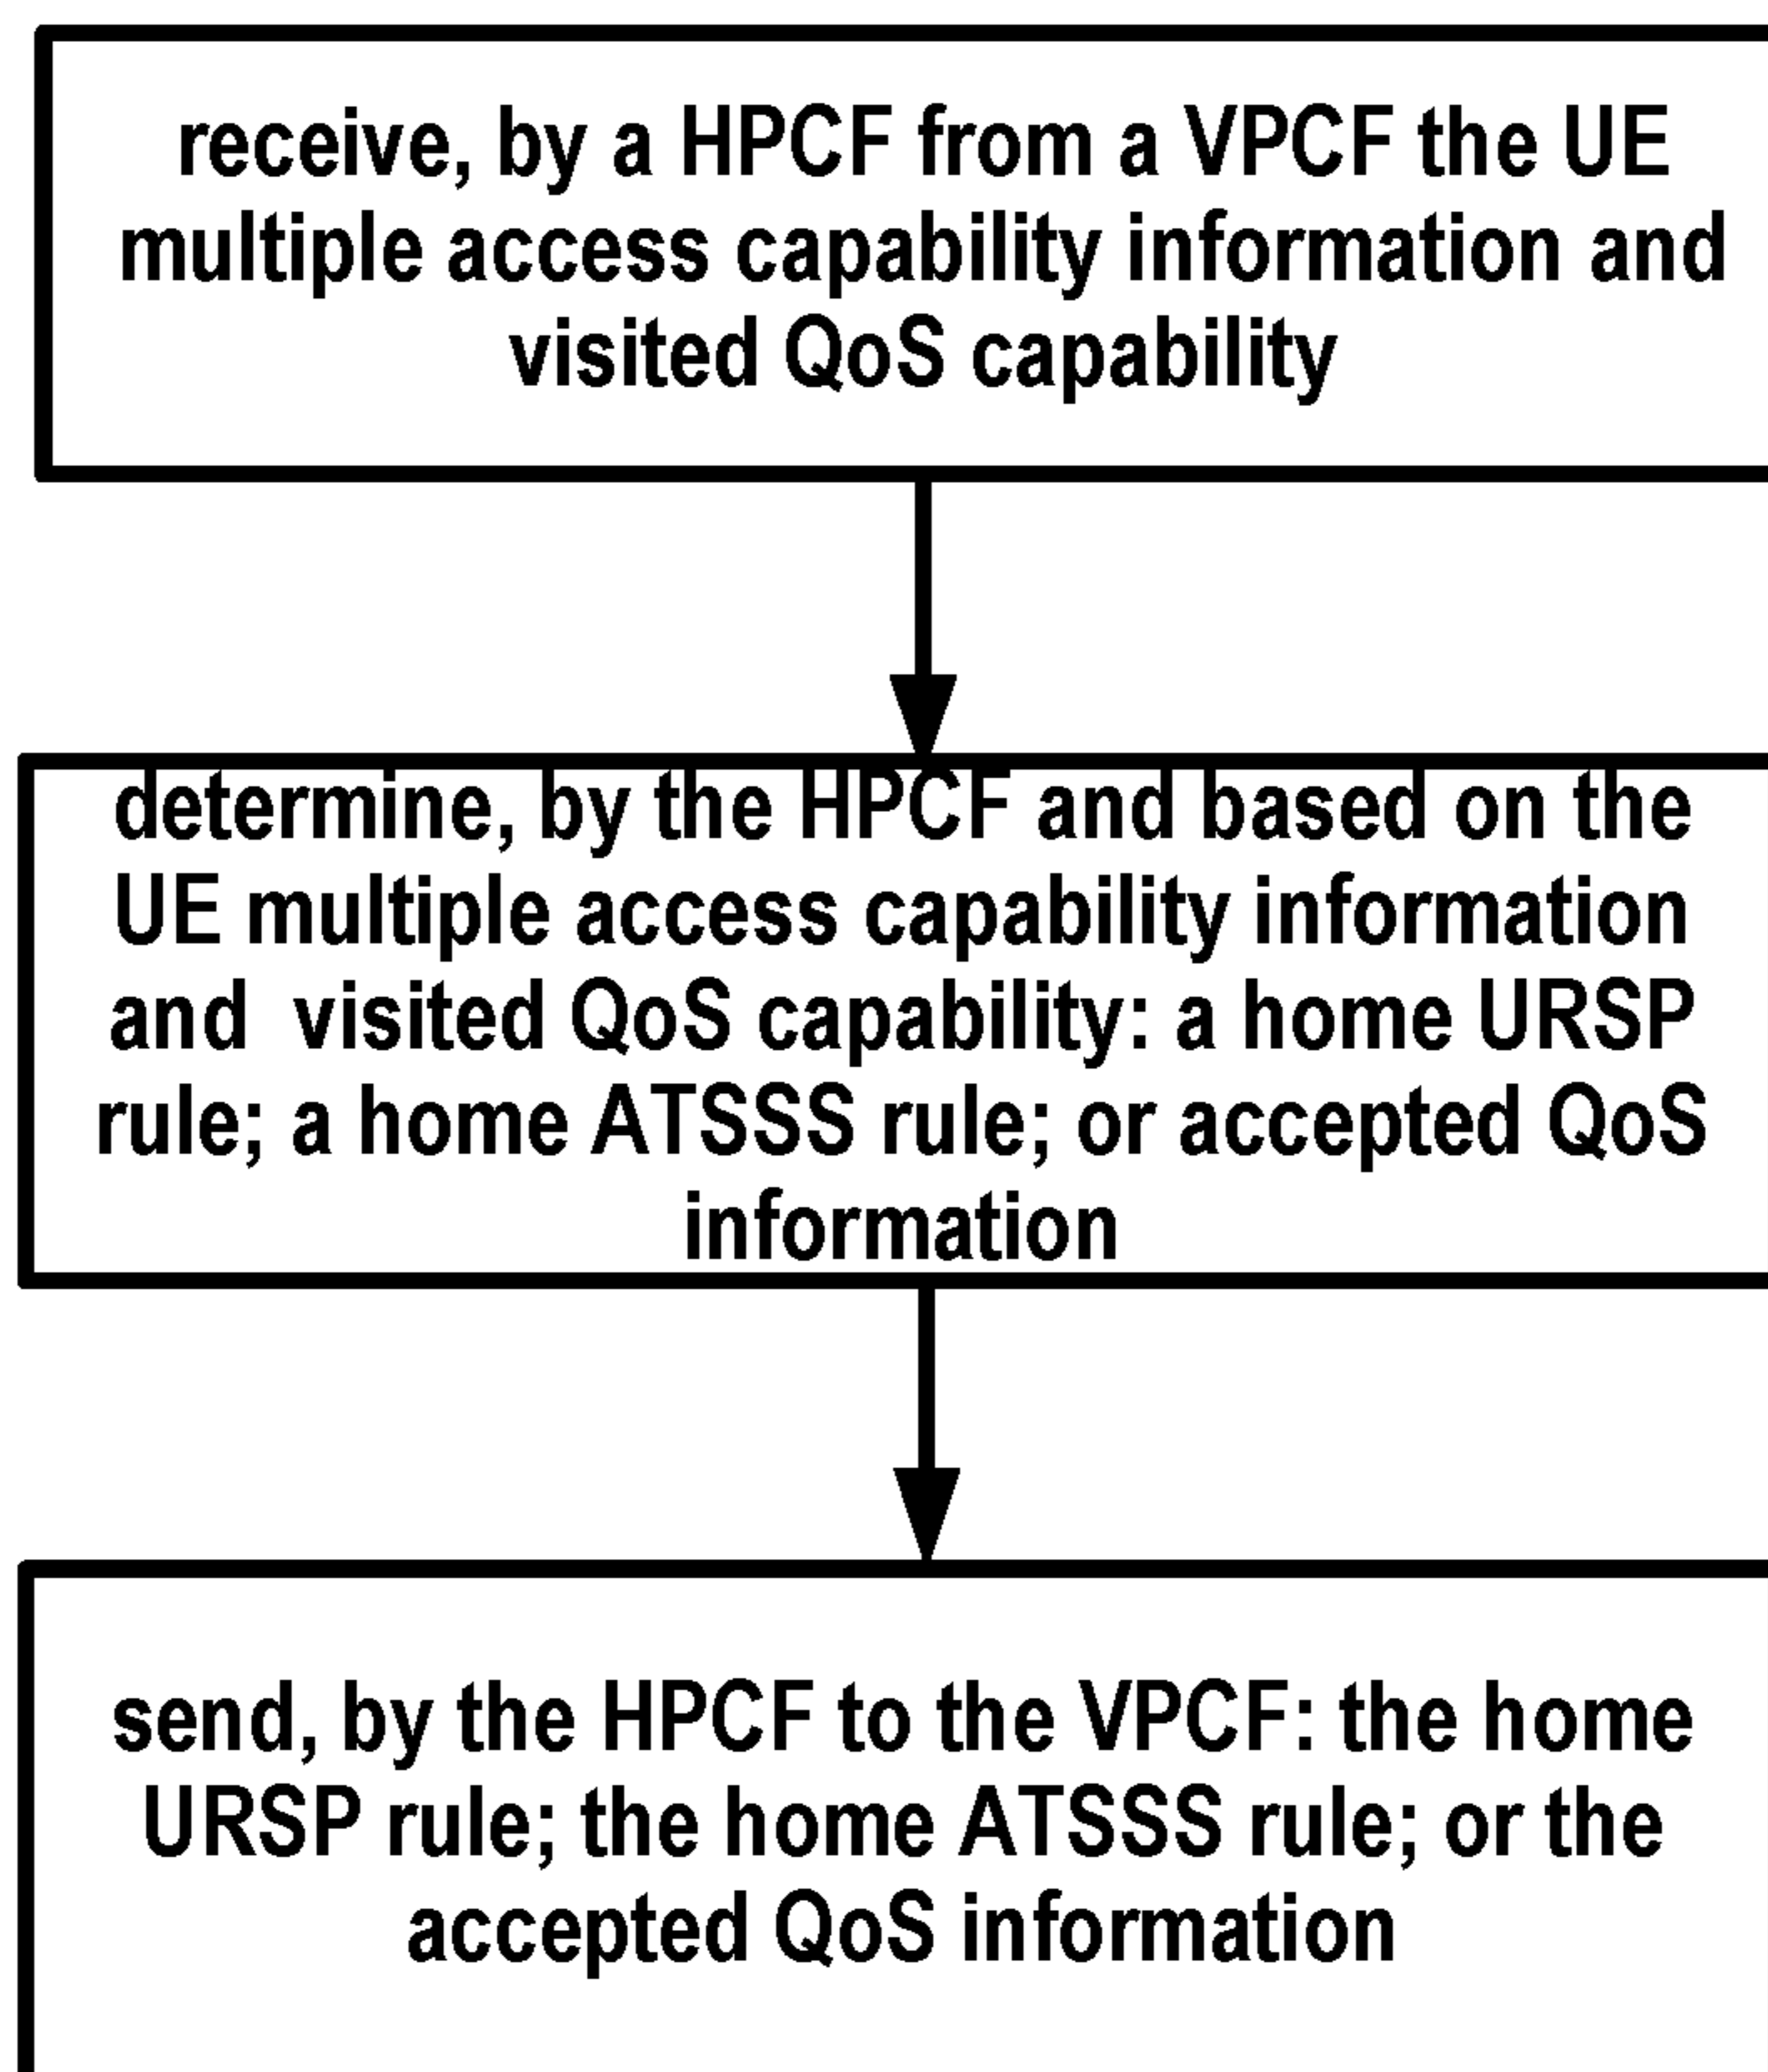 receive, by a HPCF from a VPCF the UE
multiple access capability information and
visited QoS capability
determine, by the HPCF and based on the
UE multiple access capability information
and visited QoS capability: a home URSP
rule; a home ATSSS rule; or accepted QoS
information
send, by the HPCF to the VPCF: the home
URSP rule; the home ATSSS rule; or the
accepted QoS information